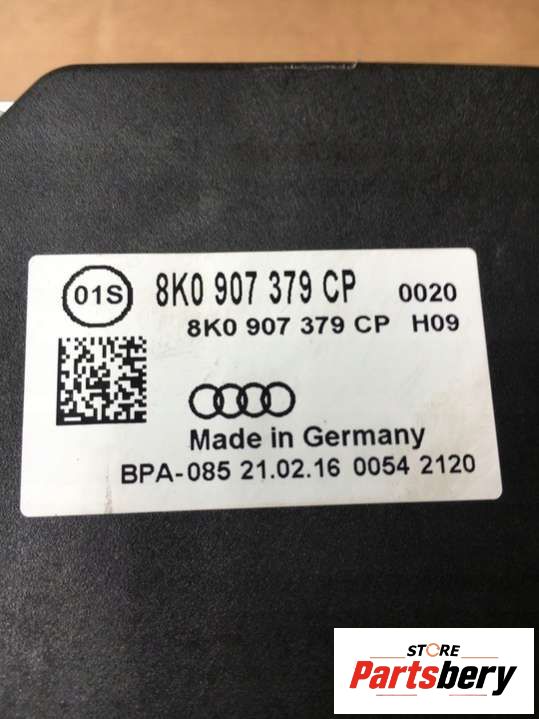 01S 8K0 907 379 CP 0020
8K0 907 379 CP H09
Made in Germany
BPA-085 21.02.16 0054 2120
STORE
Partsbery